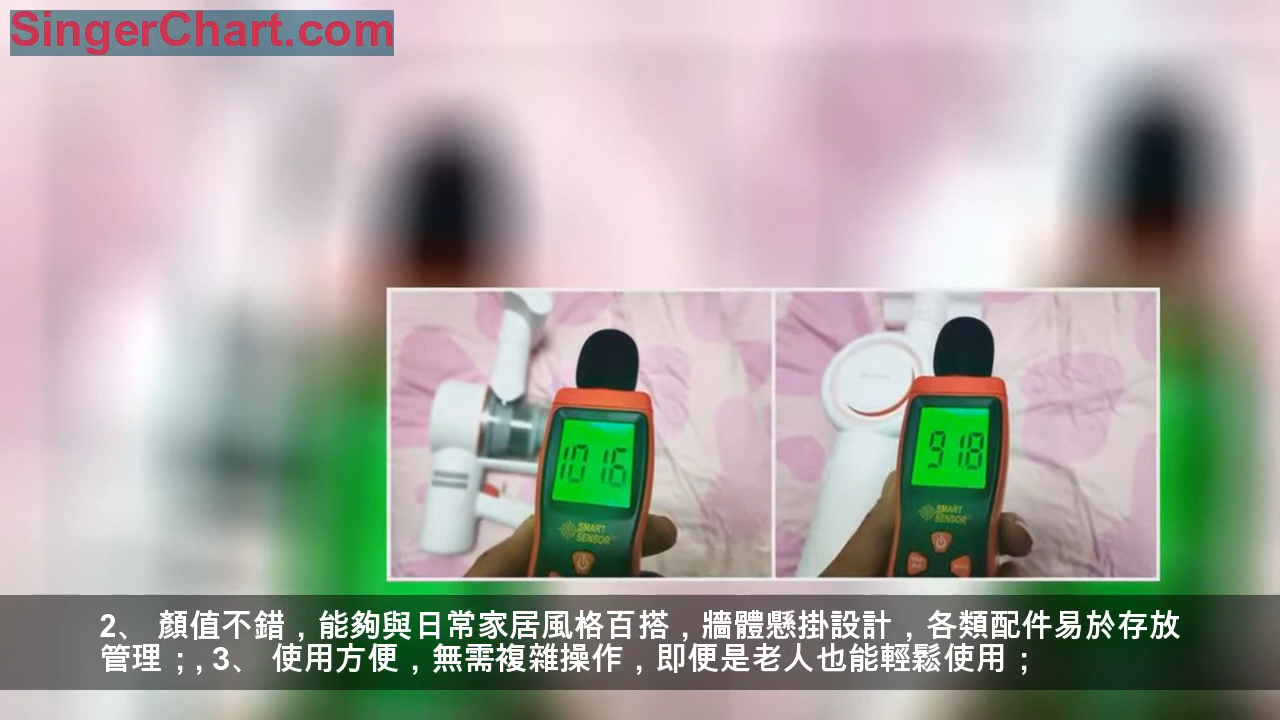 SingerChart.com
1016
SMART
SENSOR
91.8
SMART
SENSOR
2、 顏值不錯，能夠與日常家居風格百搭，牆體懸掛設計，各類配件易於存放
管理；, 3、 使用方便，無需複雜操作，即便是老人也能輕鬆使用；